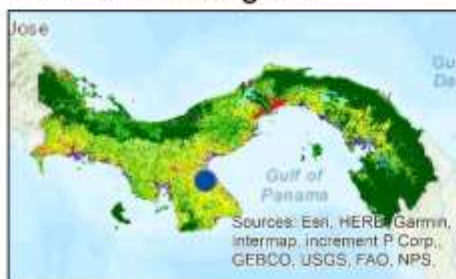 Jose
Gulf of
Panama
Sources: Esri, HERE, Garmin,
Intermap, increment P Corp.,
GEBCO, USGS, FAO, NPS,